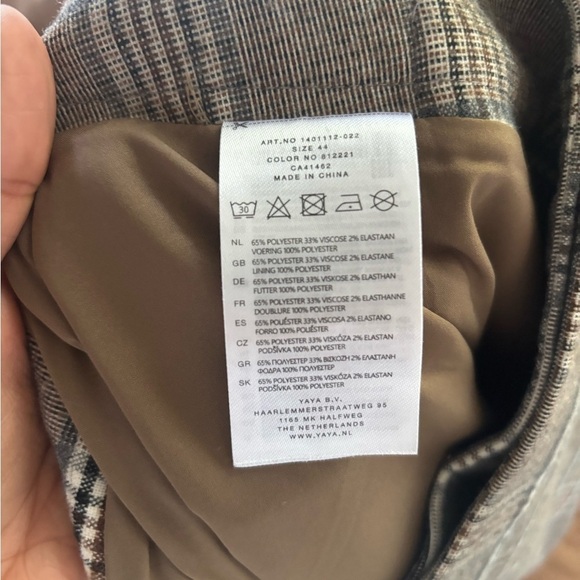 ART.NO 1401112-022
SIZE 44
COLOR NO 812221
CA41462
MADE IN CHINA
30
NL 65% POLYESTER 33% VISCOSE 2% ELASTAAN
VOERING 100% POLYESTER
GB 65% POLYESTER 33% VISCOSE 2% ELASTANE
LINING 100% POLYESTER
DE 65% POLYESTER 33% VISKOSE 2% ELASTHAN
FUTTER 100% POLYESTER
FR 65% POLYESTER 33% VISCOSE 2% ELASTHANNE
DOUBLURE 100% POLYESTER
ES 65% POLIÉSTER 33% VISCOSA 2% ELASTANO
FORRO 100% POLIÉSTER
CZ 65% POLYESTER 33% VISKÓZA 2% ELASTAN
PODŠÍVKA 100% POLYESTER
GR 65% ΠΟΛΥΕΣΤΕΡ 33% ΒΙΣΚΟΖΗ 2% ΕΛΑΣΤΑΝΗ
ΦΟΔΡΑ 100% ΠΟΛΥΕΣΤΕΡ
SK 65% POLYESTER 33% VISKÓZA 2% ELASTAN
PODŠÍVKA 100% POLYESTER
YAYA B.V.
HAARLEMMERSTRAATWEG 95
1165 MK HALFWEG
THE NETHERLANDS
WWW.YAYA.NL